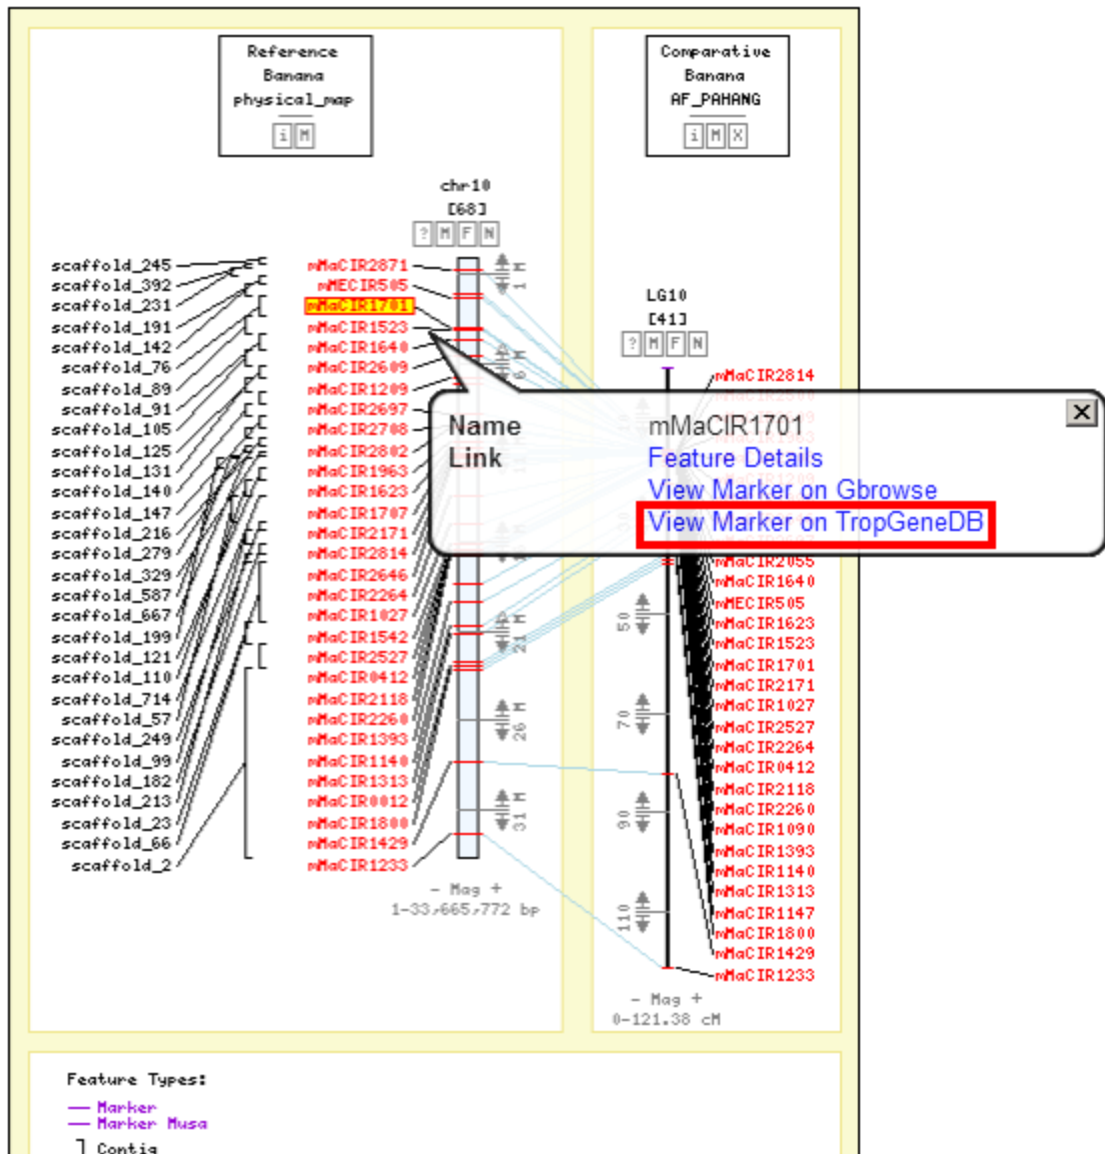 Reference
Banana
physical_map
i M
Comparative
Banana
AF_PAHANG
i M X
chr10
[68]
? M F N
LG10
[41]
? M F N
scaffold_245
scaffold_392
scaffold_231
scaffold_191
scaffold_142
scaffold_76
scaffold_89
scaffold_91
scaffold_105
scaffold_125
scaffold_131
scaffold_140
scaffold_147
scaffold_216
scaffold_279
scaffold_329
scaffold_587
scaffold_667
scaffold_199
scaffold_121
scaffold_110
scaffold_714
scaffold_57
scaffold_249
scaffold_99
scaffold_182
scaffold_213
scaffold_23
scaffold_66
scaffold_2
mMaCIR2871
mMECIR505
mMaCIR1701
mMaCIR1523
mMaCIR1640
mMaCIR2609
mMaCIR1209
mMaCIR2697
mMaCIR2708
mMaCIR2802
mMaCIR1963
mMaCIR1623
mMaCIR1707
mMaCIR2171
mMaCIR2814
mMaCIR2646
mMaCIR2264
mMaCIR1027
mMaCIR1542
mMaCIR2527
mMaCIR0412
mMaCIR2118
mMaCIR2260
mMaCIR1393
mMaCIR1140
mMaCIR1313
mMaCIR0012
mMaCIR1800
mMaCIR1429
mMaCIR1233
1 M
6 M
21 M
26 M
31 M
- Mag +
1-33,665,772 bp
mMaCIR2814
Name mMaCIR1701
Link Feature Details
View Marker on Gbrowse
View Marker on TropGeneDB
mMaCIR2055
mMaCIR1640
mMECIR505
mMaCIR1623
mMaCIR1523
mMaCIR1701
mMaCIR2171
mMaCIR1027
mMaCIR2527
mMaCIR2264
mMaCIR0412
mMaCIR2118
mMaCIR2260
mMaCIR1090
mMaCIR1393
mMaCIR1140
mMaCIR1313
mMaCIR1147
mMaCIR1800
mMaCIR1429
mMaCIR1233
50
70
90
110
- Mag +
0-121.38 cM
Feature Types:
Marker
Marker Musa
Contig